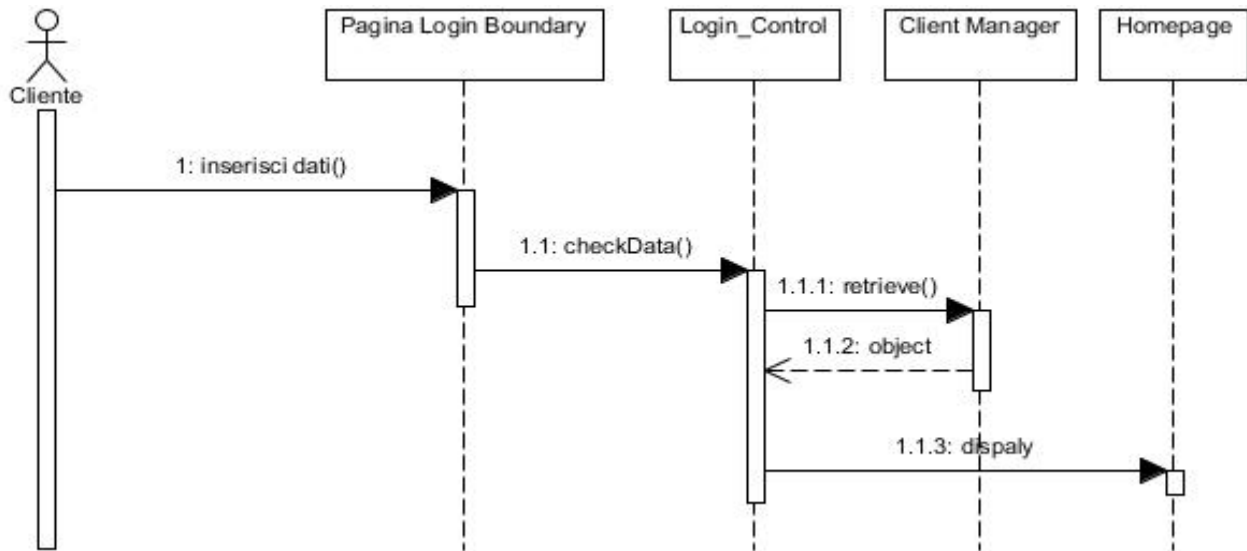 Pagina Login Boundary
Login_Control
Client Manager
Homepage
Cliente
1: inserisci dati()
1.1: checkData()
1.1.1: retrieve()
1.1.2: object
1.1.3: dispaly